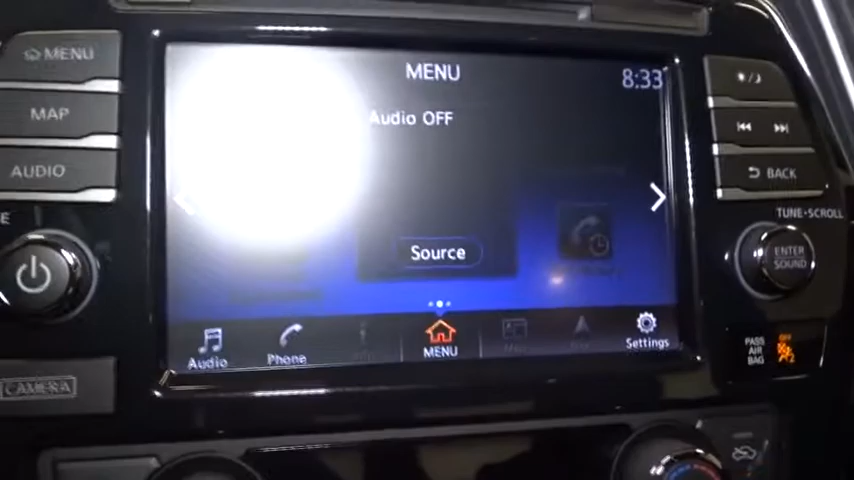 MENU
MENU
8:33
MAP
Audio OFF
AUDIO
BACK
TUNE•SCROLL
Source
ENTER
SOUND
Audio
Phone
MENU
Settings
PASS
AIR
BAG
OFF
CAMERA